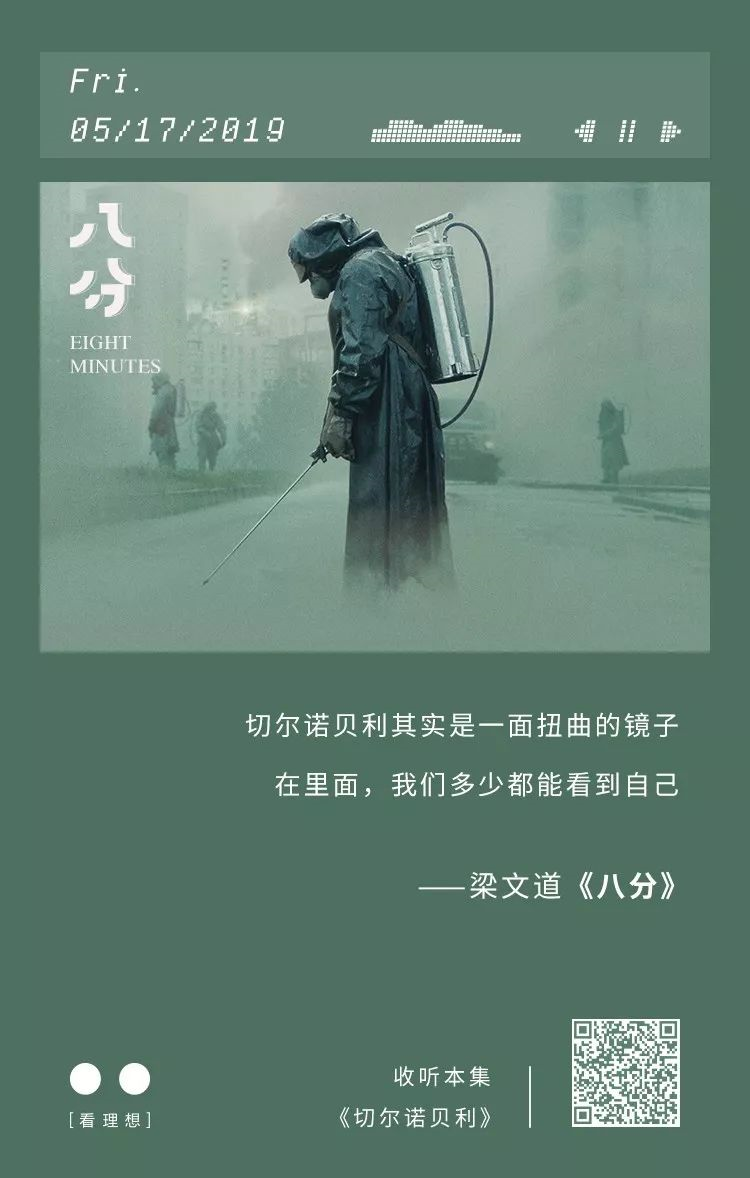 Fri.
05/17/2019
八
分
EIGHT
MINUTES
切尔诺贝利其实是一面扭曲的镜子
在里面，我们多少都能看到自己
——梁文道《八分》
收听本集
《切尔诺贝利》
[看理想]